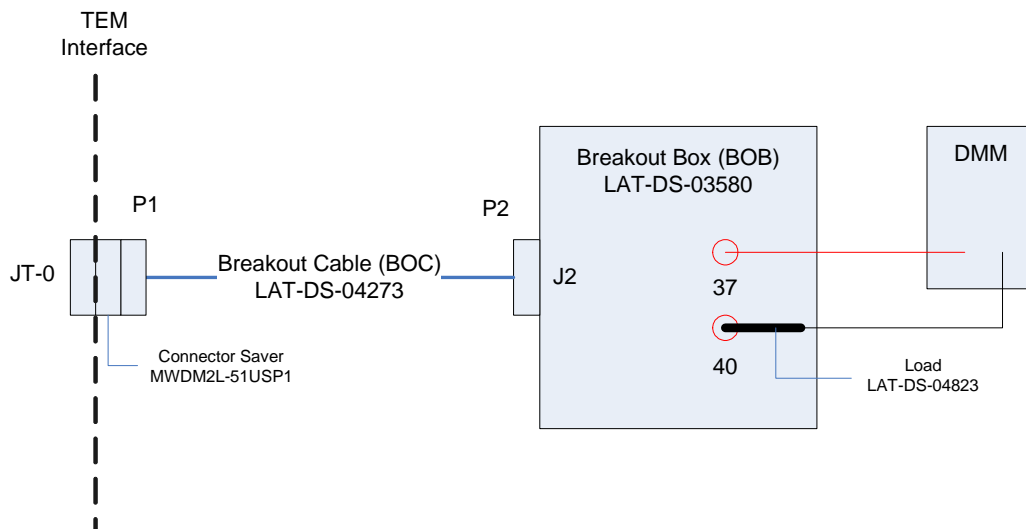 TEM
Interface
Breakout Box (BOB)
LAT-DS-03580
DMM
P1
P2
JT-0
Breakout Cable (BOC)
LAT-DS-04273
J2
37
40
Connector Saver
MWDM2L-51USP1
Load
LAT-DS-04823